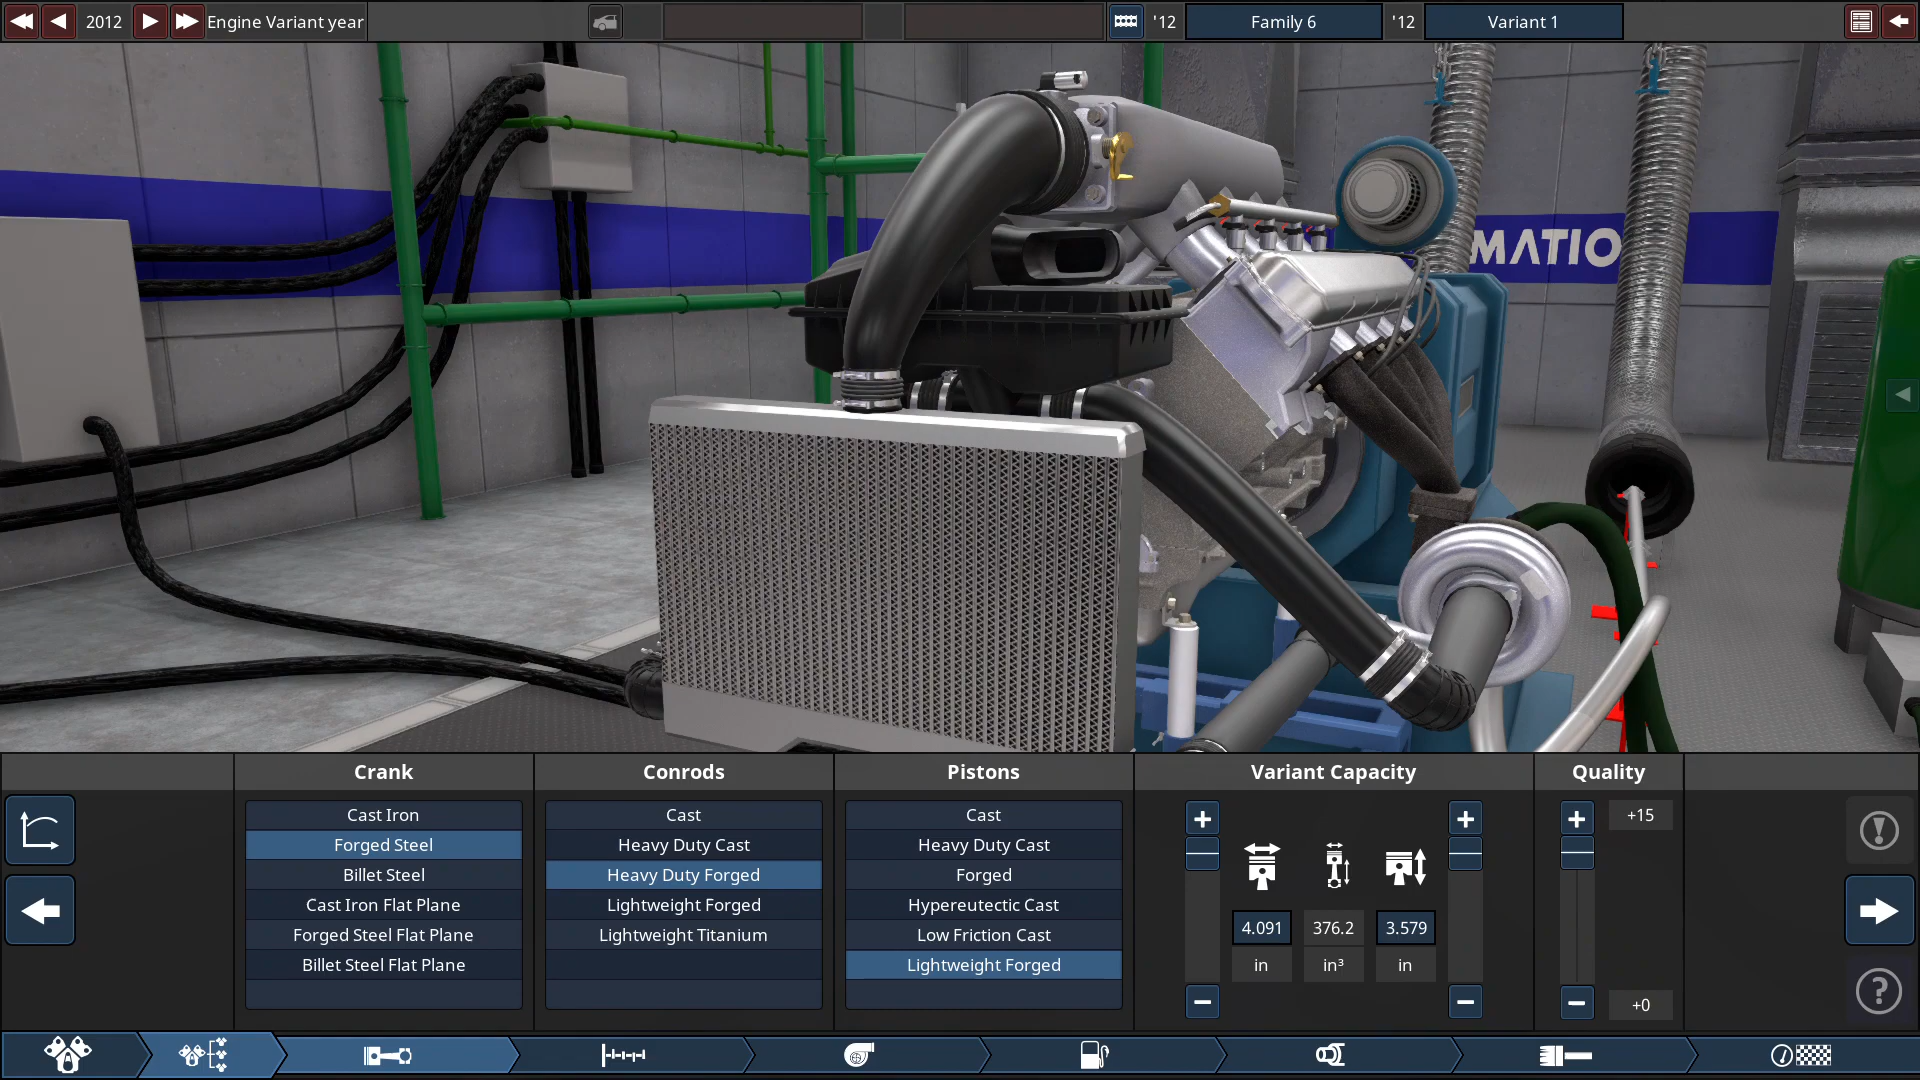 2012
Engine Variant year
'12
Family 6
'12
Variant 1
MATIO
Crank
Cast Iron
Forged Steel
Billet Steel
Cast Iron Flat Plane
Forged Steel Flat Plane
Billet Steel Flat Plane
Conrods
Cast
Heavy Duty Cast
Heavy Duty Forged
Lightweight Forged
Lightweight Titanium
Pistons
Cast
Heavy Duty Cast
Forged
Hypereutectic Cast
Low Friction Cast
Lightweight Forged
Variant Capacity
4.091
376.2
3.579
in
in³
in
Quality
+15
+0